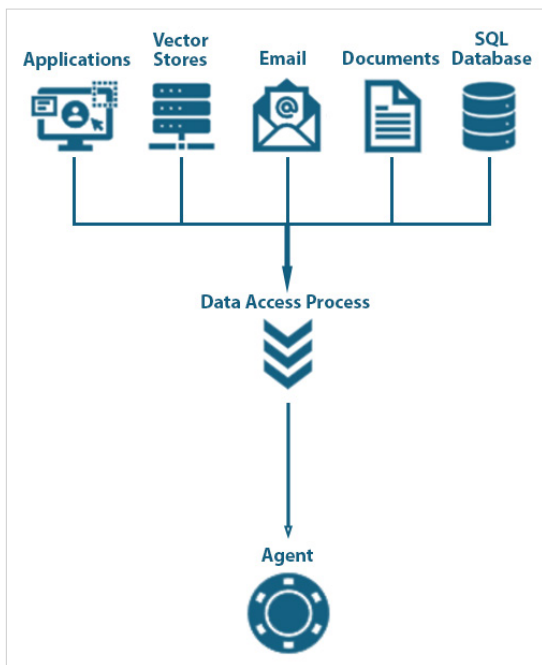 Applications
Vector
Stores
Email
Documents
SQL
Database
@
Data Access Process
Agent